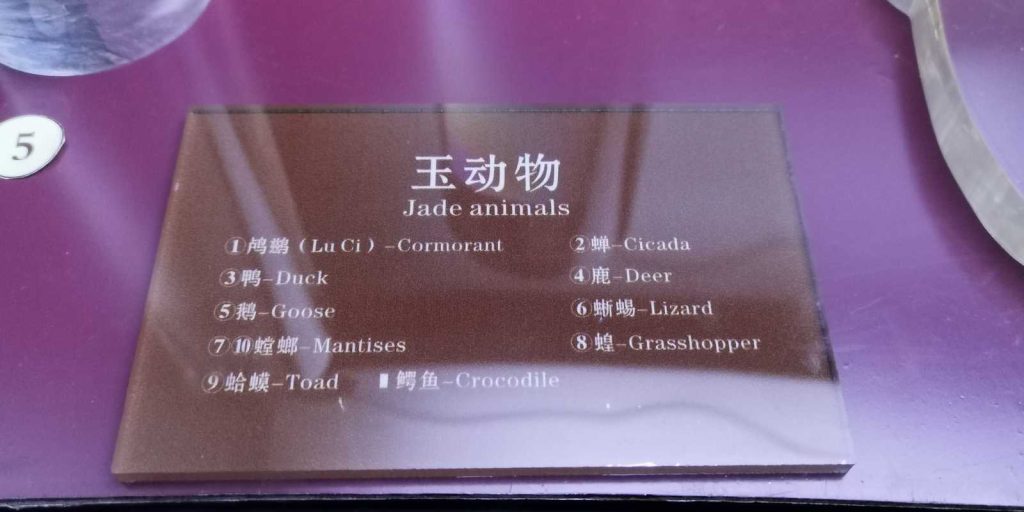 5
玉动物
Jade animals
①鸬鹚（Lu Ci）-Cormorant ②蝉-Cicada
③鸭-Duck ④鹿-Deer
⑤鹅-Goose ⑥蜥蜴-Lizard
⑦⑩螳螂-Mantises ⑧蝗-Grasshopper
⑨蛤蟆-Toad ▮鳄鱼-Crocodile